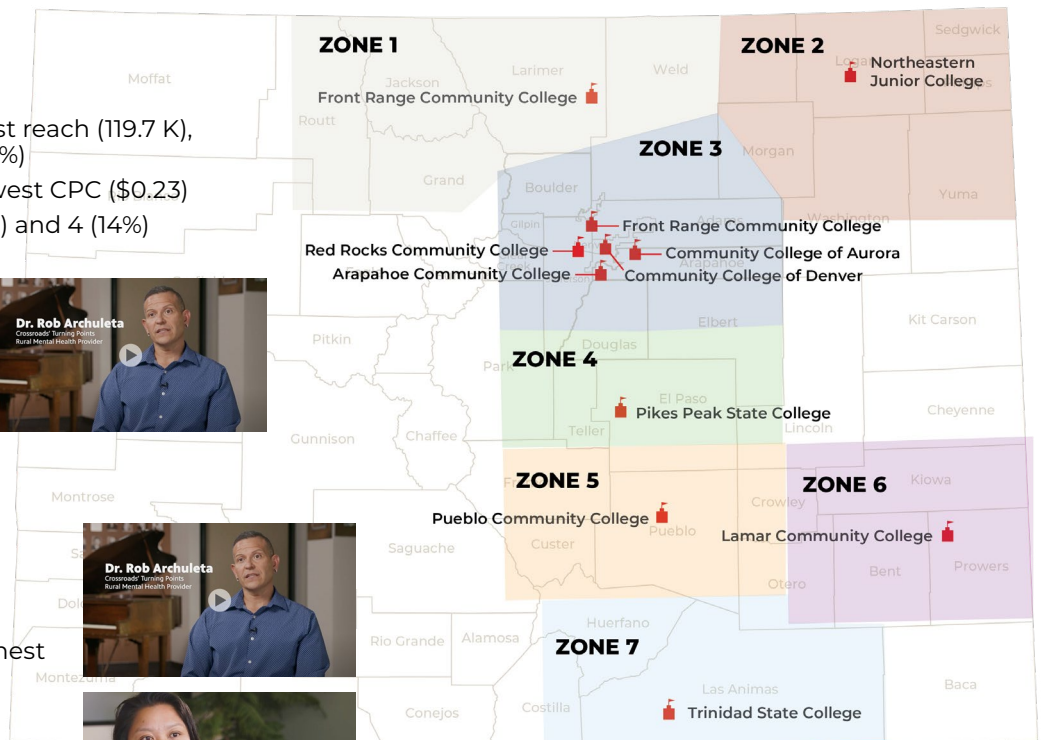 ZONE 1
ZONE 2
Sedgwick
Northeastern
Junior College
Moffat
Jackson
Larimer
Weld
Front Range Community College
Routt
st reach (119.7 K),
%)
west CPC ($0.23)
) and 4 (14%)
ZONE 3
Morgan
Grand
Boulder
Yuma
Washington
Gilpin
Adams
Front Range Community College
Red Rocks Community College
Community College of Aurora
Arapahoe
Arapahoe Community College
Community College of Denver
Dr. Rob Archuleta
Crossroads' Turning Points
Rural Mental Health Provider
Elbert
Kit Carson
Pitkin
Douglas
ZONE 4
Park
El Paso
Pikes Peak State College
Cheyenne
Teller
Lincoln
Gunnison
Chaffee
ZONE 5
ZONE 6
Kiowa
Montrose
Crowley
Pueblo Community College
Pueblo
Lamar Community College
Saguache
Custer
Bent
Prowers
Otero
Dr. Rob Archuleta
Crossroads' Turning Points
Rural Mental Health Provider
Huerfano
Rio Grande
Alamosa
ZONE 7
hest
Montezuma
Las Animas
Baca
Conejos
Costilla
Trinidad State College